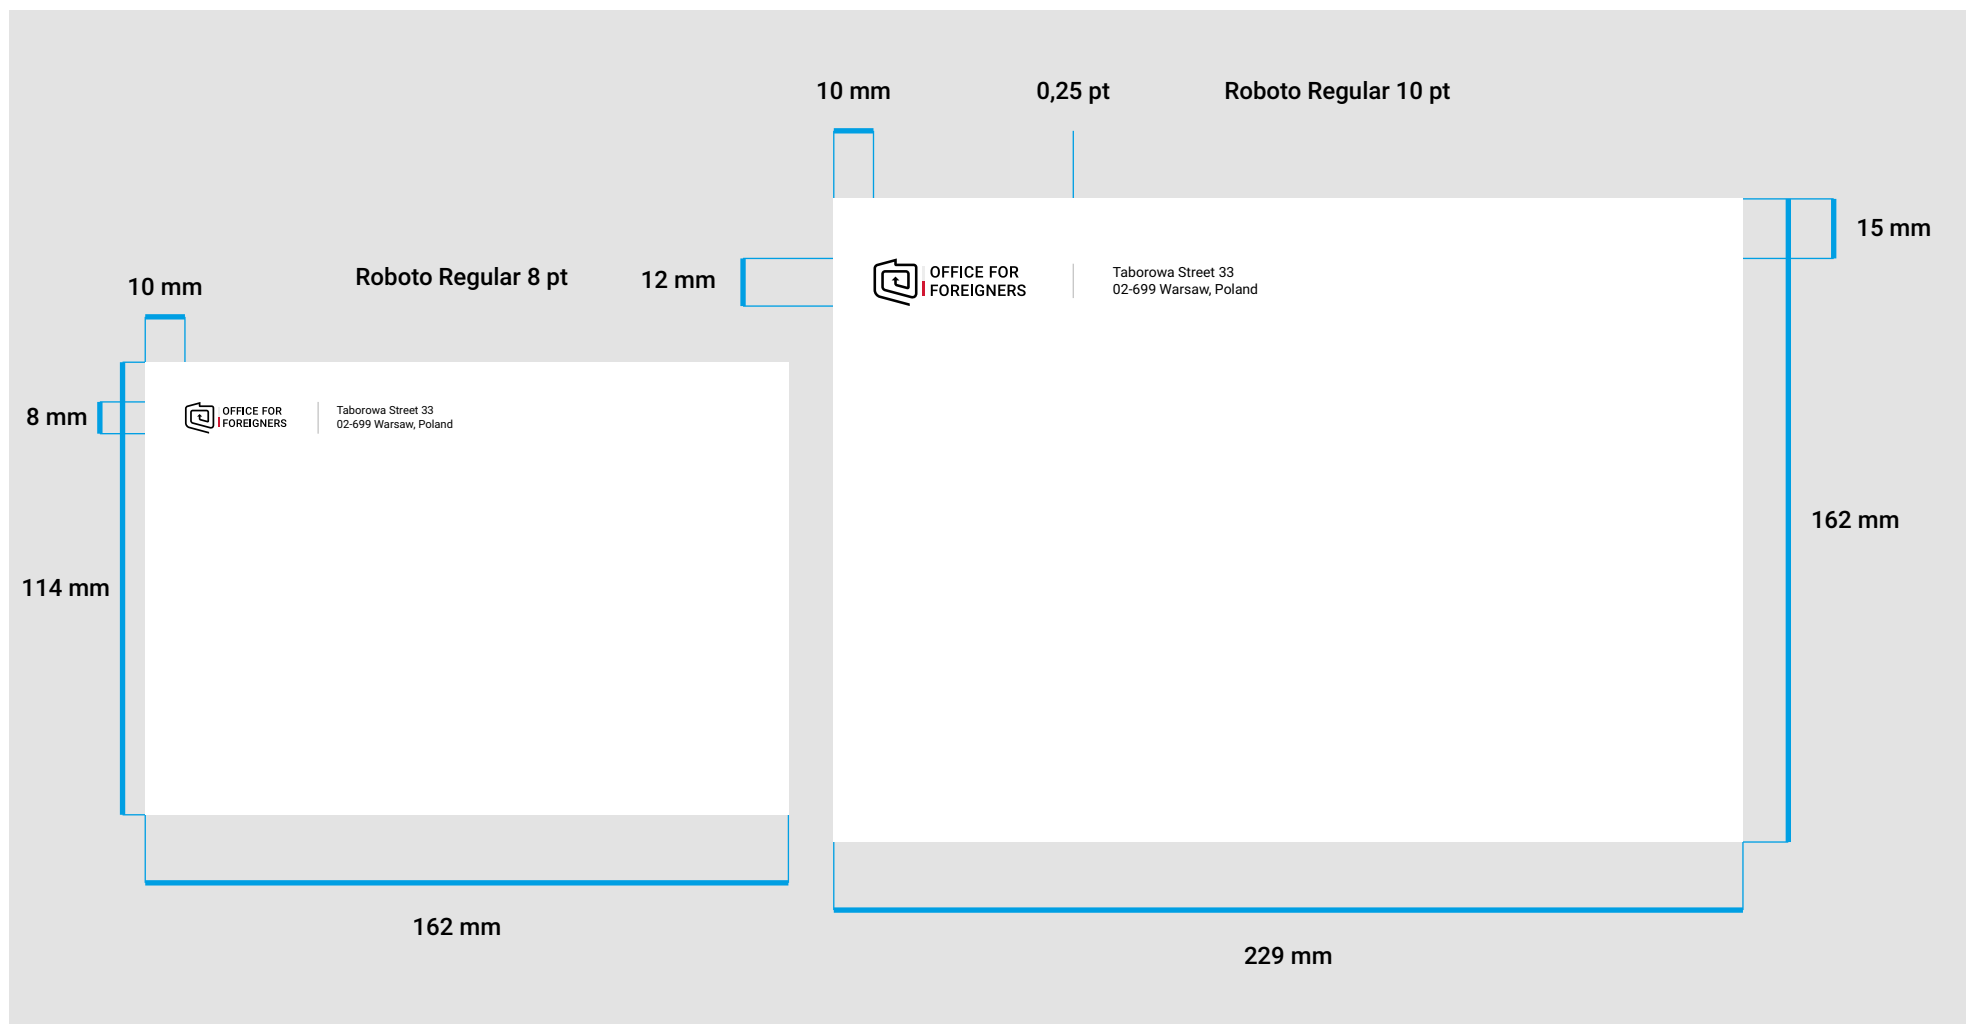 10 mm
0,25 pt
Roboto Regular 10 pt
15 mm
10 mm
Roboto Regular 8 pt
12 mm
OFFICE FOR
FOREIGNERS
Taborowa Street 33
02-699 Warsaw, Poland
8 mm
OFFICE FOR
FOREIGNERS
Taborowa Street 33
02-699 Warsaw, Poland
162 mm
114 mm
162 mm
229 mm